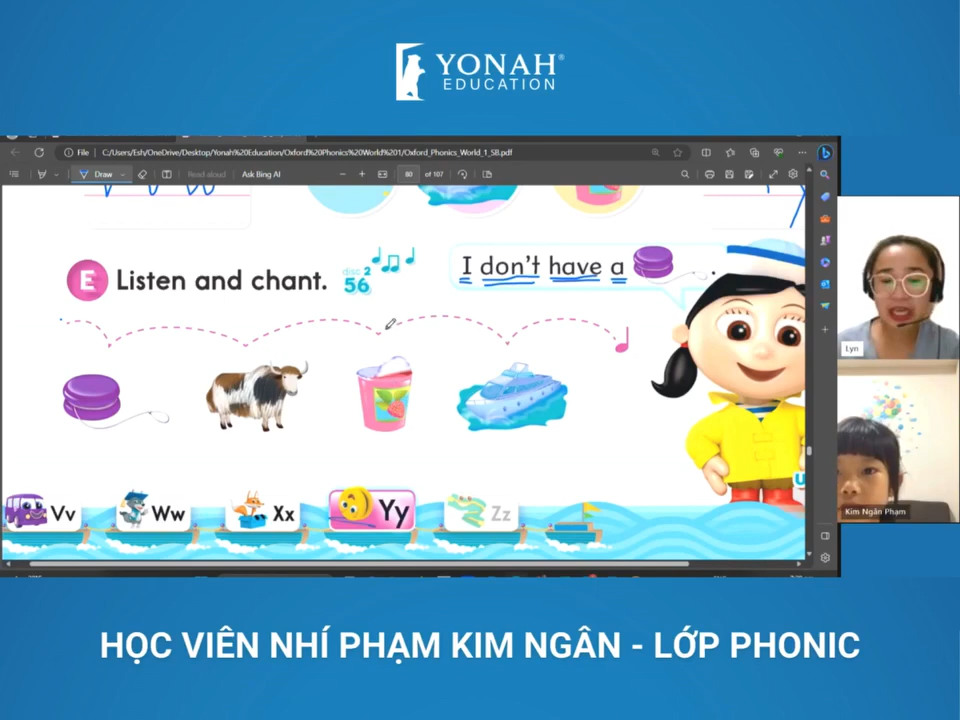 YONAH®
EDUCATION
File | C:/Users/Esh/OneDrive/Desktop/Yonah%20Education/Oxford%20Phonics%20World%201/Oxford_Phonics_World_1_SB.pdf
Draw
Read aloud
Ask Bing AI
80 of 107
E Listen and chant.
disc 2
56
I don't have a .
Vv
Ww
Xx
Yy
Zz
Lyn
Kim Ngân Phạm
HỌC VIÊN NHÍ PHẠM KIM NGÂN - LỚP PHONIC